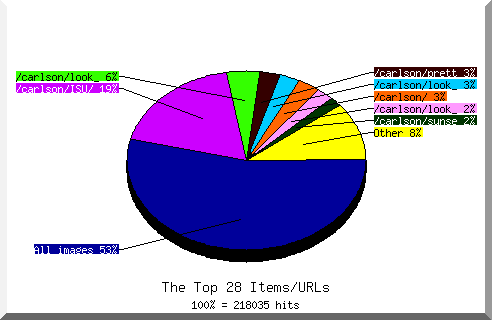 /carlson/look_ 6%
/carlson/ISU/ 19%
/carlson/prett 3%
/carlson/look_ 3%
/carlson/ 3%
/carlson/look_ 2%
/carlson/sunse 2%
Other 8%
All images 53%
The Top 28 Items/URLs
100% = 218035 hits